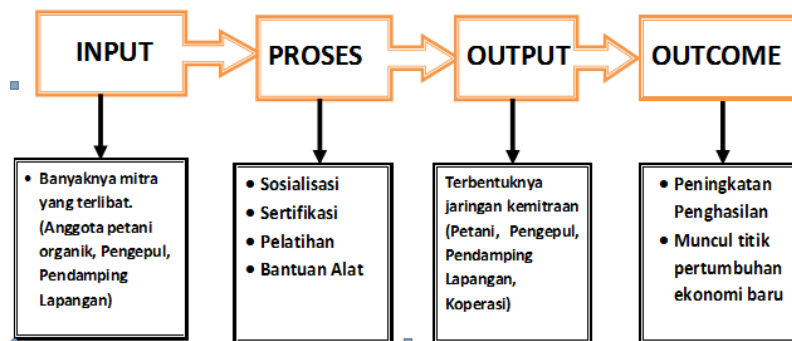 INPUT
PROSES
OUTPUT
OUTCOME
• Banyaknya mitra
yang terlibat.
(Anggota petani
organik, Pengepul,
Pendamping
Lapangan)
• Sosialisasi
• Sertifikasi
• Pelatihan
• Bantuan Alat
Terbentuknya
jaringan kemitraan
(Petani, Pengepul,
Pendamping
Lapangan,
Koperasi)
• Peningkatan
Penghasilan
• Muncul titik
pertumbuhan
ekonomi baru